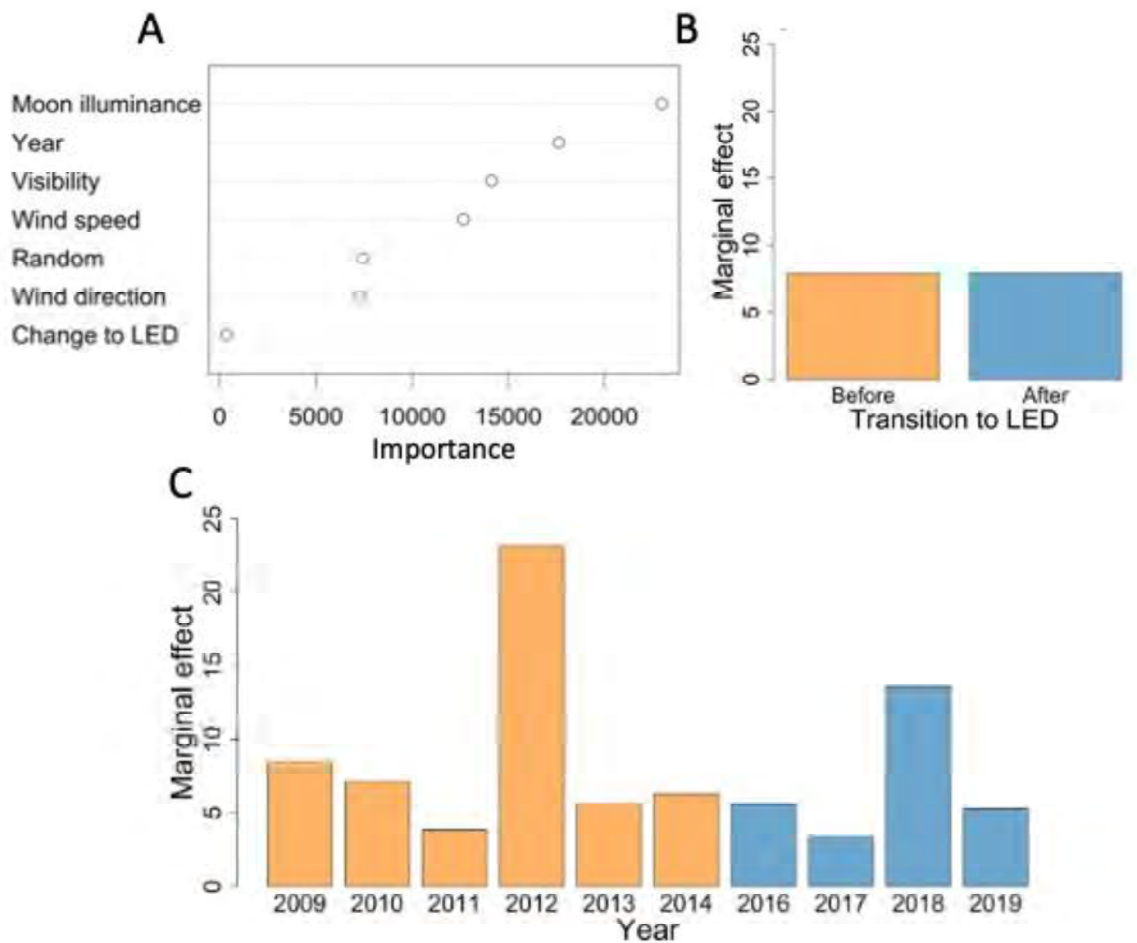 A
Moon illuminance
Year
Visibility
Wind speed
Random
Wind direction
Change to LED
0 5000 10000 15000 20000
Importance
B
Marginal effect
25
20
15
10
5
0
Before After
Transition to LED
C
Marginal effect
25
20
15
10
5
0
2009 2010 2011 2012 2013 2014 2016 2017 2018 2019
Year